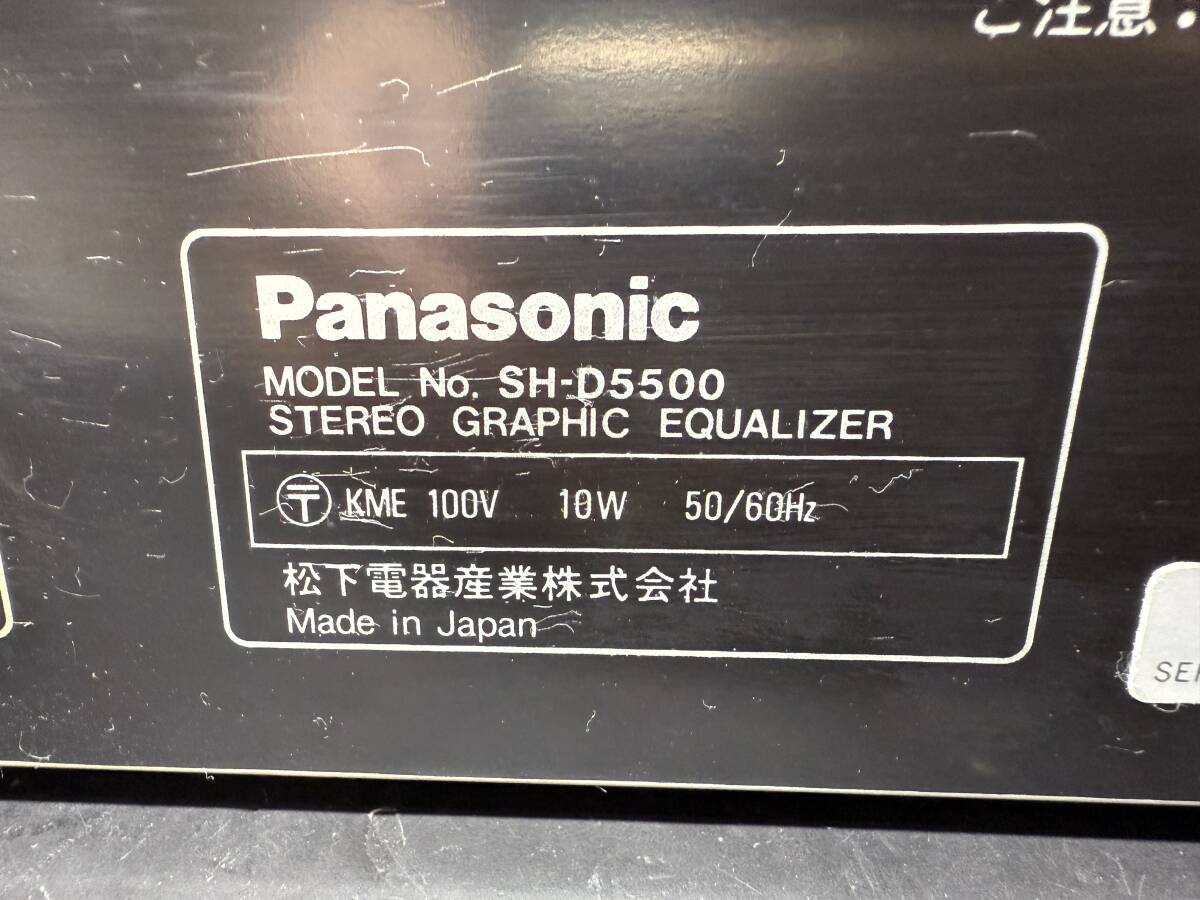 ご注意・
Panasonic
MODEL No. SH-D5500
STEREO GRAPHIC EQUALIZER
〒 KME 100V 10W 50/60Hz
松下電器産業株式会社
Made in Japan